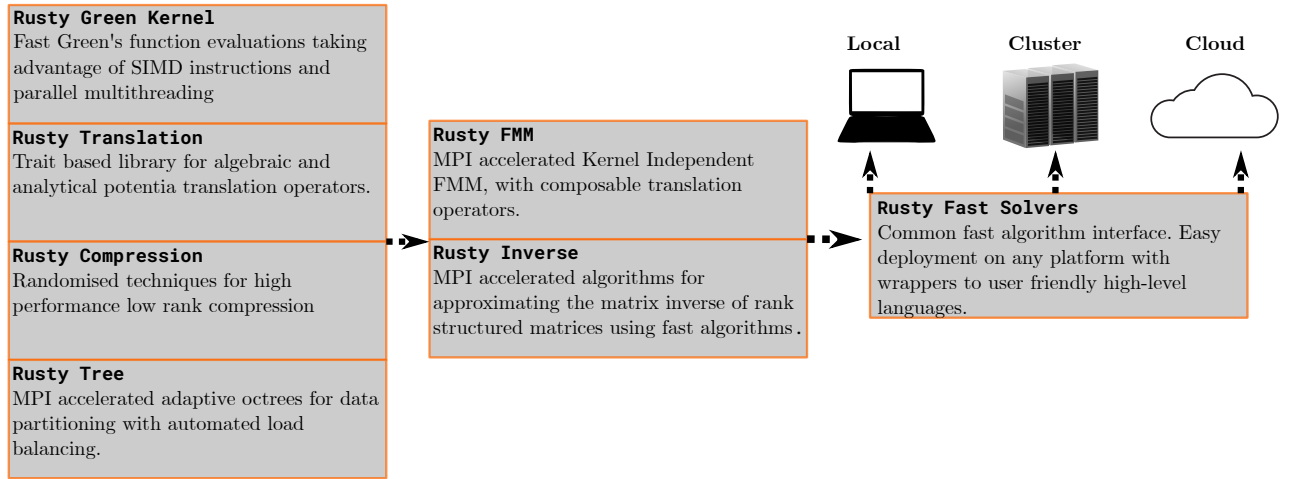 Rusty Green Kernel
Fast Green's function evaluations taking
advantage of SIMD instructions and
parallel multithreading
Rusty Translation
Trait based library for algebraic and
analytical potentia translation operators.
Rusty Compression
Randomised techniques for high
performance low rank compression
Rusty Tree
MPI accelerated adaptive octrees for data
partitioning with automated load
balancing.
Rusty FMM
MPI accelerated Kernel Independent
FMM, with composable translation
operators.
Rusty Inverse
MPI accelerated algorithms for
approximating the matrix inverse of rank
structured matrices using fast algorithms.
Local
Cluster
Cloud
Rusty Fast Solvers
Common fast algorithm interface. Easy
deployment on any platform with
wrappers to user friendly high-level
languages.